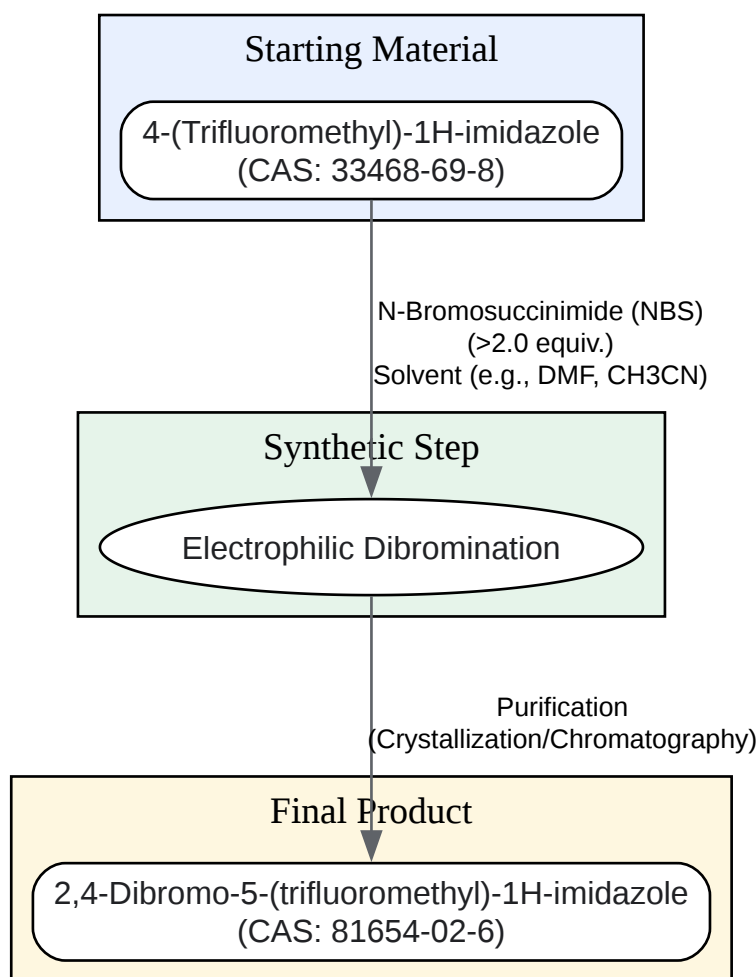 Starting Material
4-(Trifluoromethyl)-1H-imidazole
(CAS: 33468-69-8)
N-Bromosuccinimide (NBS)
(>2.0 equiv.)
Solvent (e.g., DMF, CH3CN)
Synthetic Step
Electrophilic Dibromination
Purification
(Crystallization/Chromatography)
Final Product
2,4-Dibromo-5-(trifluoromethyl)-1H-imidazole
(CAS: 81654-02-6)